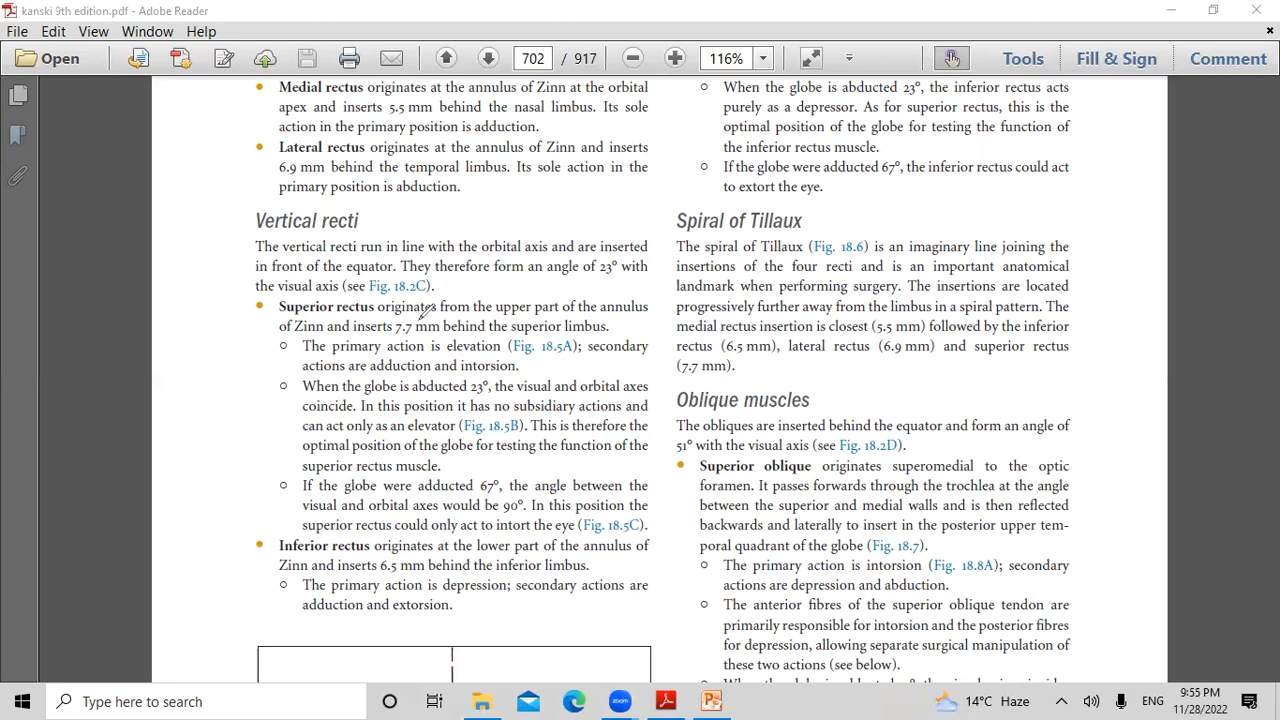 kanski 9th edition.pdf - Adobe Reader
File Edit View Window Help
Open 702 / 917 116% Tools Fill & Sign Comment
Medial rectus originates at the annulus of Zinn at the orbital
apex and inserts 5.5 mm behind the nasal limbus. Its sole
action in the primary position is adduction.
Lateral rectus originates at the annulus of Zinn and inserts
6.9 mm behind the temporal limbus. Its sole action in the
primary position is abduction.
Vertical recti
The vertical recti run in line with the orbital axis and are inserted
in front of the equator. They therefore form an angle of 23° with
the visual axis (see Fig. 18.2C).
Superior rectus originates from the upper part of the annulus
of Zinn and inserts 7.7 mm behind the superior limbus.
The primary action is elevation (Fig. 18.5A); secondary
actions are adduction and intorsion.
When the globe is abducted 23°, the visual and orbital axes
coincide. In this position it has no subsidiary actions and
can act only as an elevator (Fig. 18.5B). This is therefore the
optimal position of the globe for testing the function of the
superior rectus muscle.
If the globe were adducted 67°, the angle between the
visual and orbital axes would be 90°. In this position the
superior rectus could only act to intort the eye (Fig. 18.5C).
Inferior rectus originates at the lower part of the annulus of
Zinn and inserts 6.5 mm behind the inferior limbus.
The primary action is depression; secondary actions are
adduction and extorsion.
When the globe is abducted 23°, the inferior rectus acts
purely as a depressor. As for superior rectus, this is the
optimal position of the globe for testing the function of
the inferior rectus muscle.
If the globe were adducted 67°, the inferior rectus could act
to extort the eye.
Spiral of Tillaux
The spiral of Tillaux (Fig. 18.6) is an imaginary line joining the
insertions of the four recti and is an important anatomical
landmark when performing surgery. The insertions are located
progressively further away from the limbus in a spiral pattern. The
medial rectus insertion is closest (5.5 mm) followed by the inferior
rectus (6.5 mm), lateral rectus (6.9 mm) and superior rectus
(7.7 mm).
Oblique muscles
The obliques are inserted behind the equator and form an angle of
51° with the visual axis (see Fig. 18.2D).
Superior oblique originates superomedial to the optic
foramen. It passes forwards through the trochlea at the angle
between the superior and medial walls and is then reflected
backwards and laterally to insert in the posterior upper tem-
poral quadrant of the globe (Fig. 18.7).
The primary action is intorsion (Fig. 18.8A); secondary
actions are depression and abduction.
The anterior fibres of the superior oblique tendon are
primarily responsible for intorsion and the posterior fibres
for depression, allowing separate surgical manipulation of
these two actions (see below).
Type here to search
14°C Haze
ENG
9:55 PM
11/28/2022